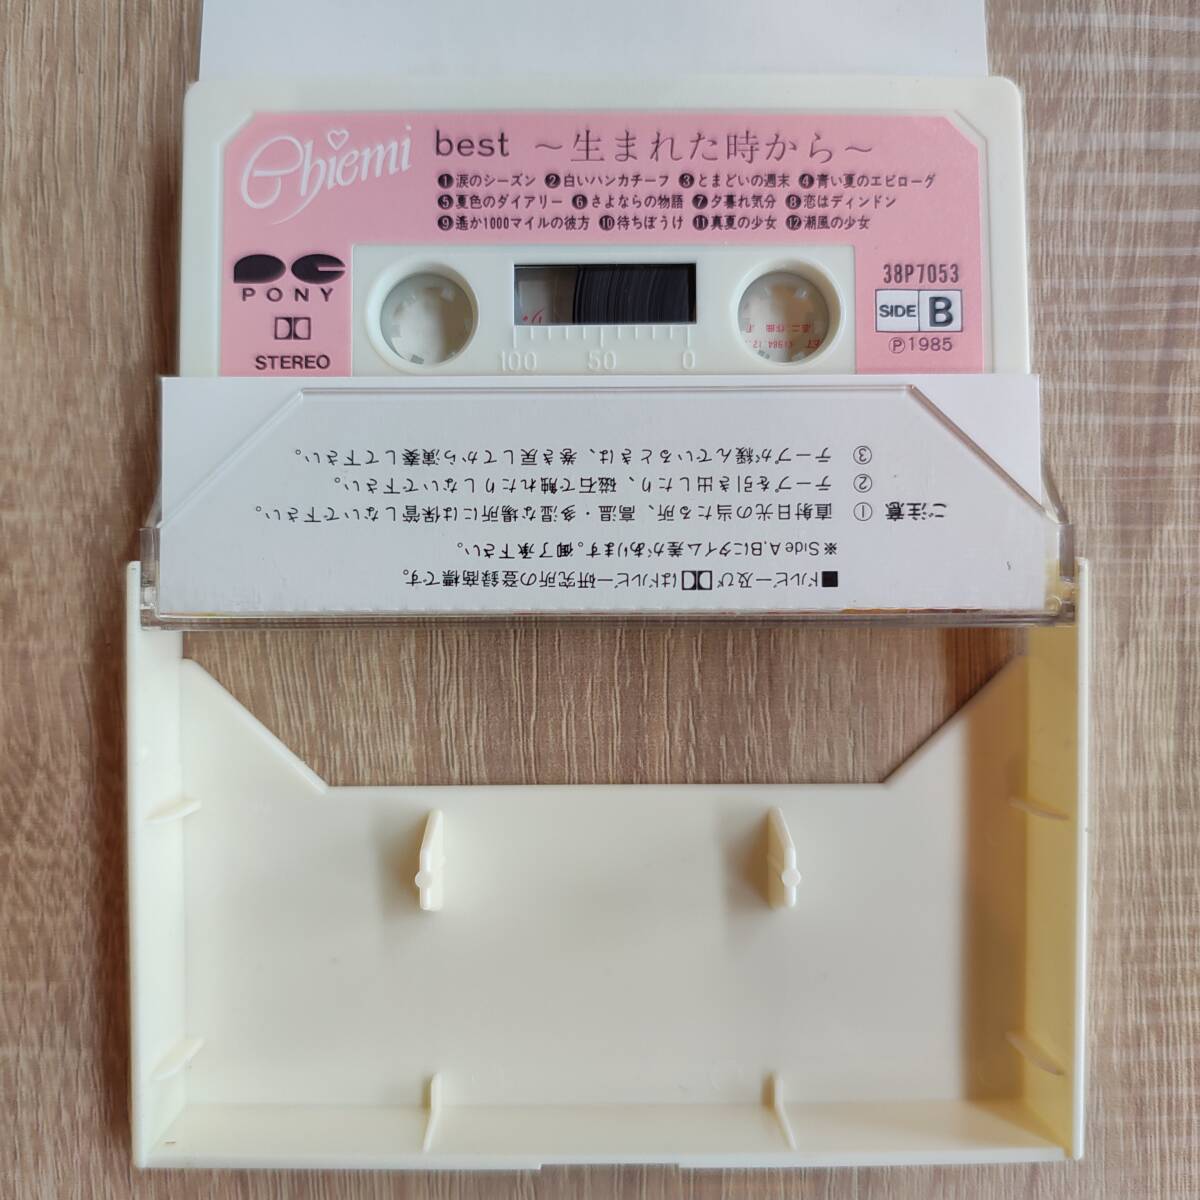 Chiemi
best ～生まれた時から～
❶涙のシーズン ❷白いハンカチーフ ❸とまどいの週末 ❹青い夏のエピローグ
❺夏色のダイアリー ❻さよならの物語 ❼夕暮れ気分 ❽恋はディンドン
❾遙か1000マイルの彼方 ❿待ちぼうけ ⓫真夏の少女 ⓬潮風の少女
PONY
STEREO
38P7053
SIDE B
Ⓟ1985
100 50 0
■ドルビー及びはドルビー研究所の登録商標です。
※Side A,Bにタイム差があります。御了承下さい。
ご注意 ① 直射日光の当たる所、高温・多湿な場所には保管しないで下さい。
② テープを引き出したり、磁石で触れたりしないで下さい。
③ テープが緩んでいるときは、巻き戻してから演奏して下さい。